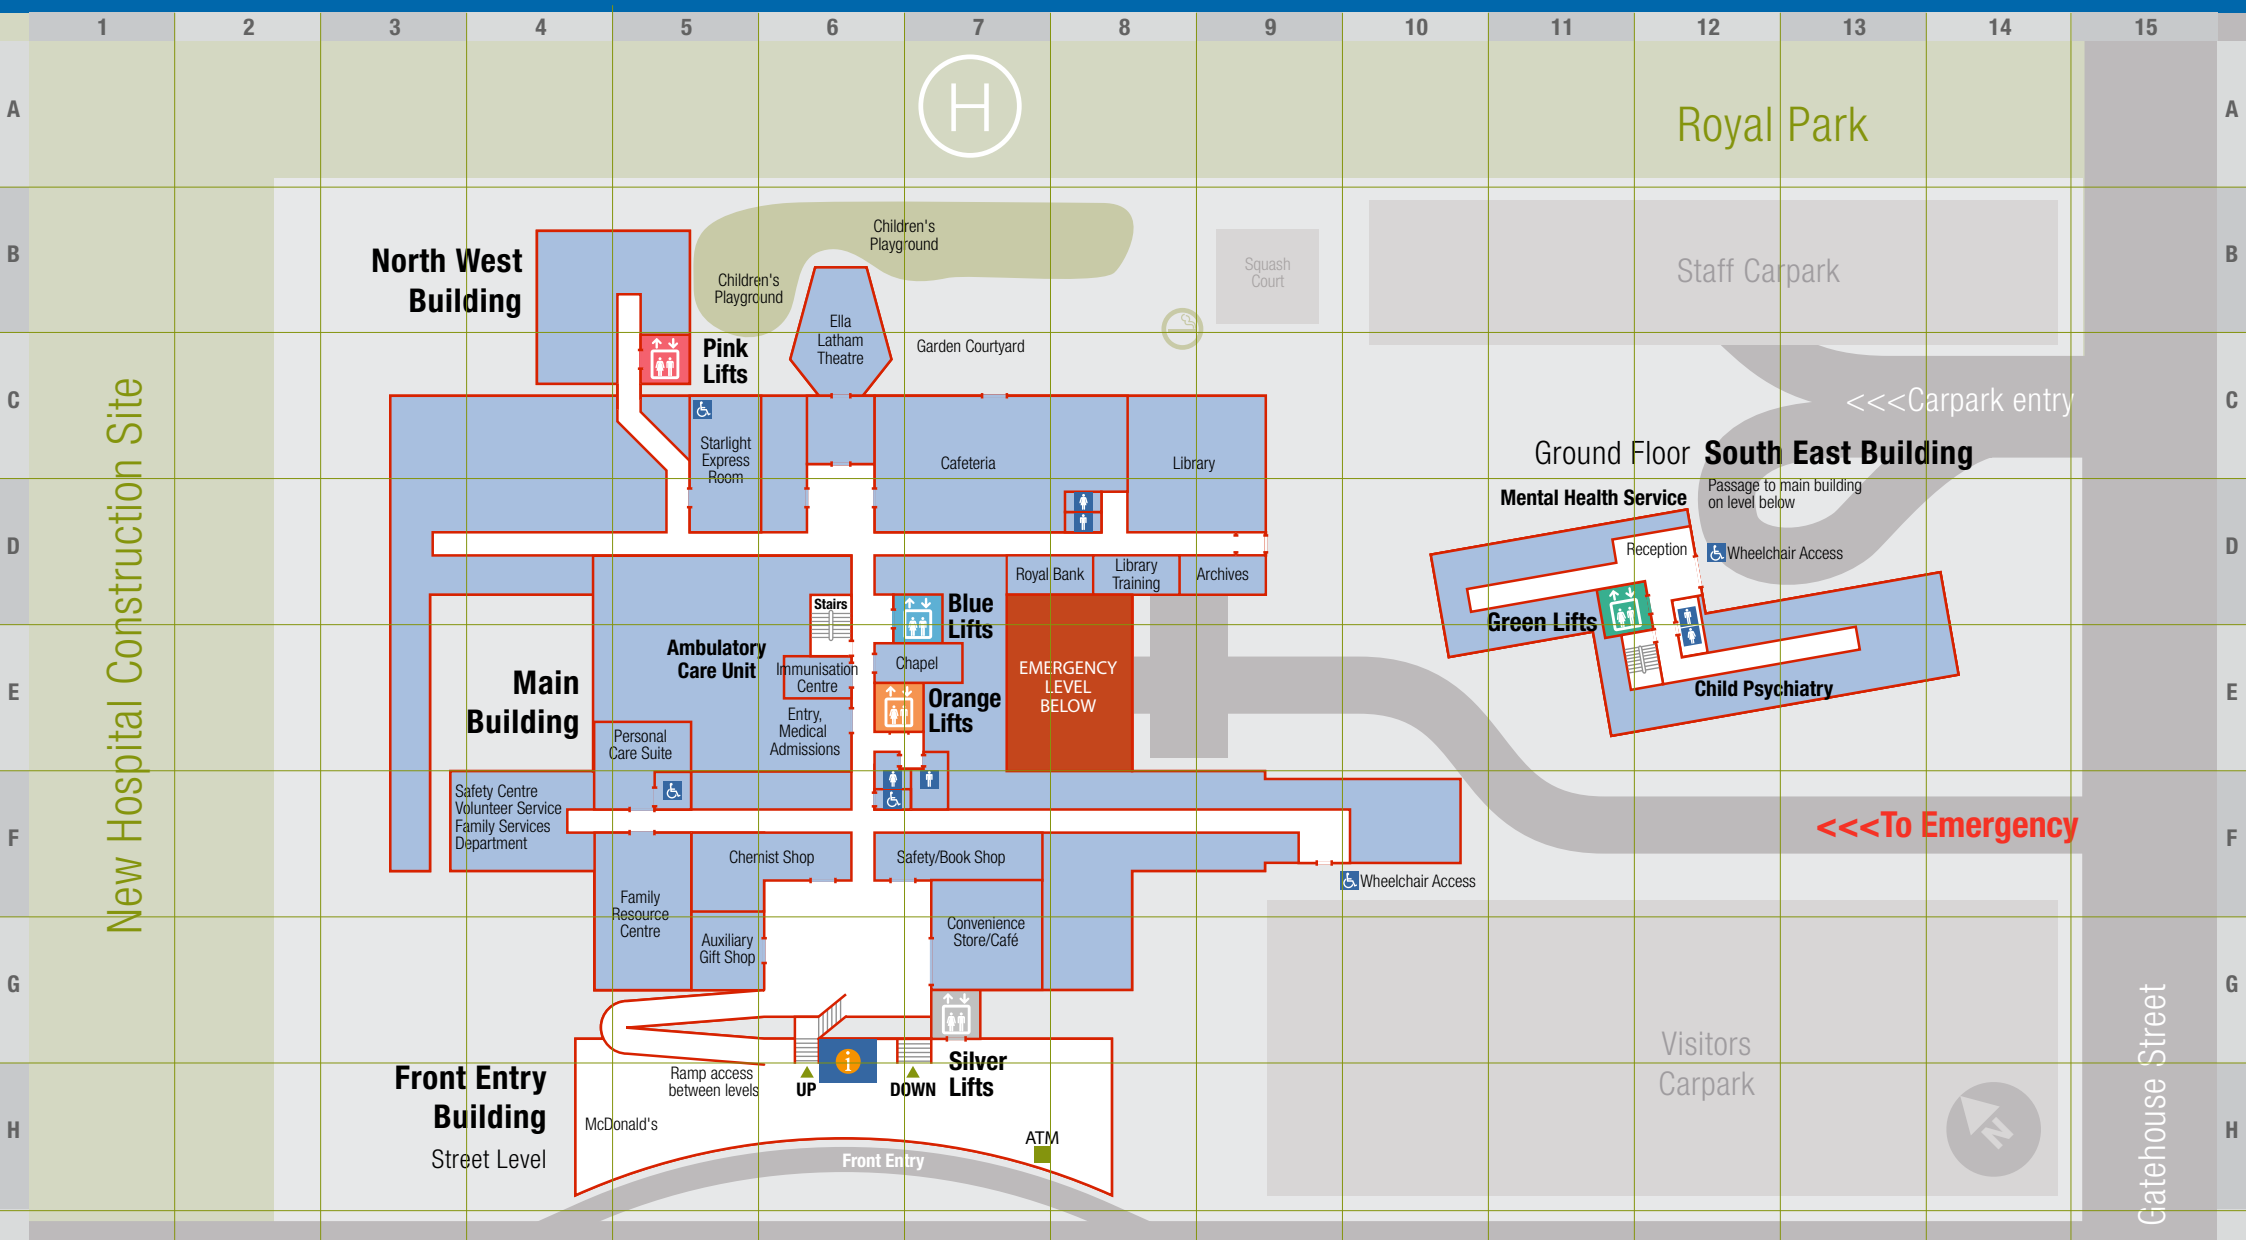 1 2 3 4 5 6 7 8 9 10 11 12 13 14 15
A
H
Royal Park
A
B
North West
Building
Children's
Playground
Children's
Playground
Squash
Court
Staff Carpark
B
Ella
Latham
Theatre
Pink
Lifts
Garden Courtyard
C
New Hospital Construction Site
Starlight
Express
Room
Cafeteria
Library
<<<Carpark entry
C
Ground Floor South East Building
Mental Health Service
Passage to main building
on level below
D
Reception
Wheelchair Access
D
Royal Bank
Library
Training
Archives
Stairs
Blue
Lifts
Green Lifts
Ambulatory
Care Unit
Immunisation
Centre
Chapel
EMERGENCY
LEVEL
BELOW
E
Main
Building
Orange
Lifts
Child Psychiatry
E
Entry,
Medical
Admissions
Personal
Care Suite
Safety Centre
Volunteer Service
Family Services
Department
F
<<<To Emergency
F
Chemist Shop
Safety/Book Shop
Wheelchair Access
Family
Resource
Centre
Auxiliary
Gift Shop
Convenience
Store/Café
G
G
Gatehouse Street
Visitors
Carpark
Silver
Lifts
i
Front Entry
Building
Street Level
Ramp access
between levels
UP
DOWN
McDonald's
ATM
N
H
H
Front Entry